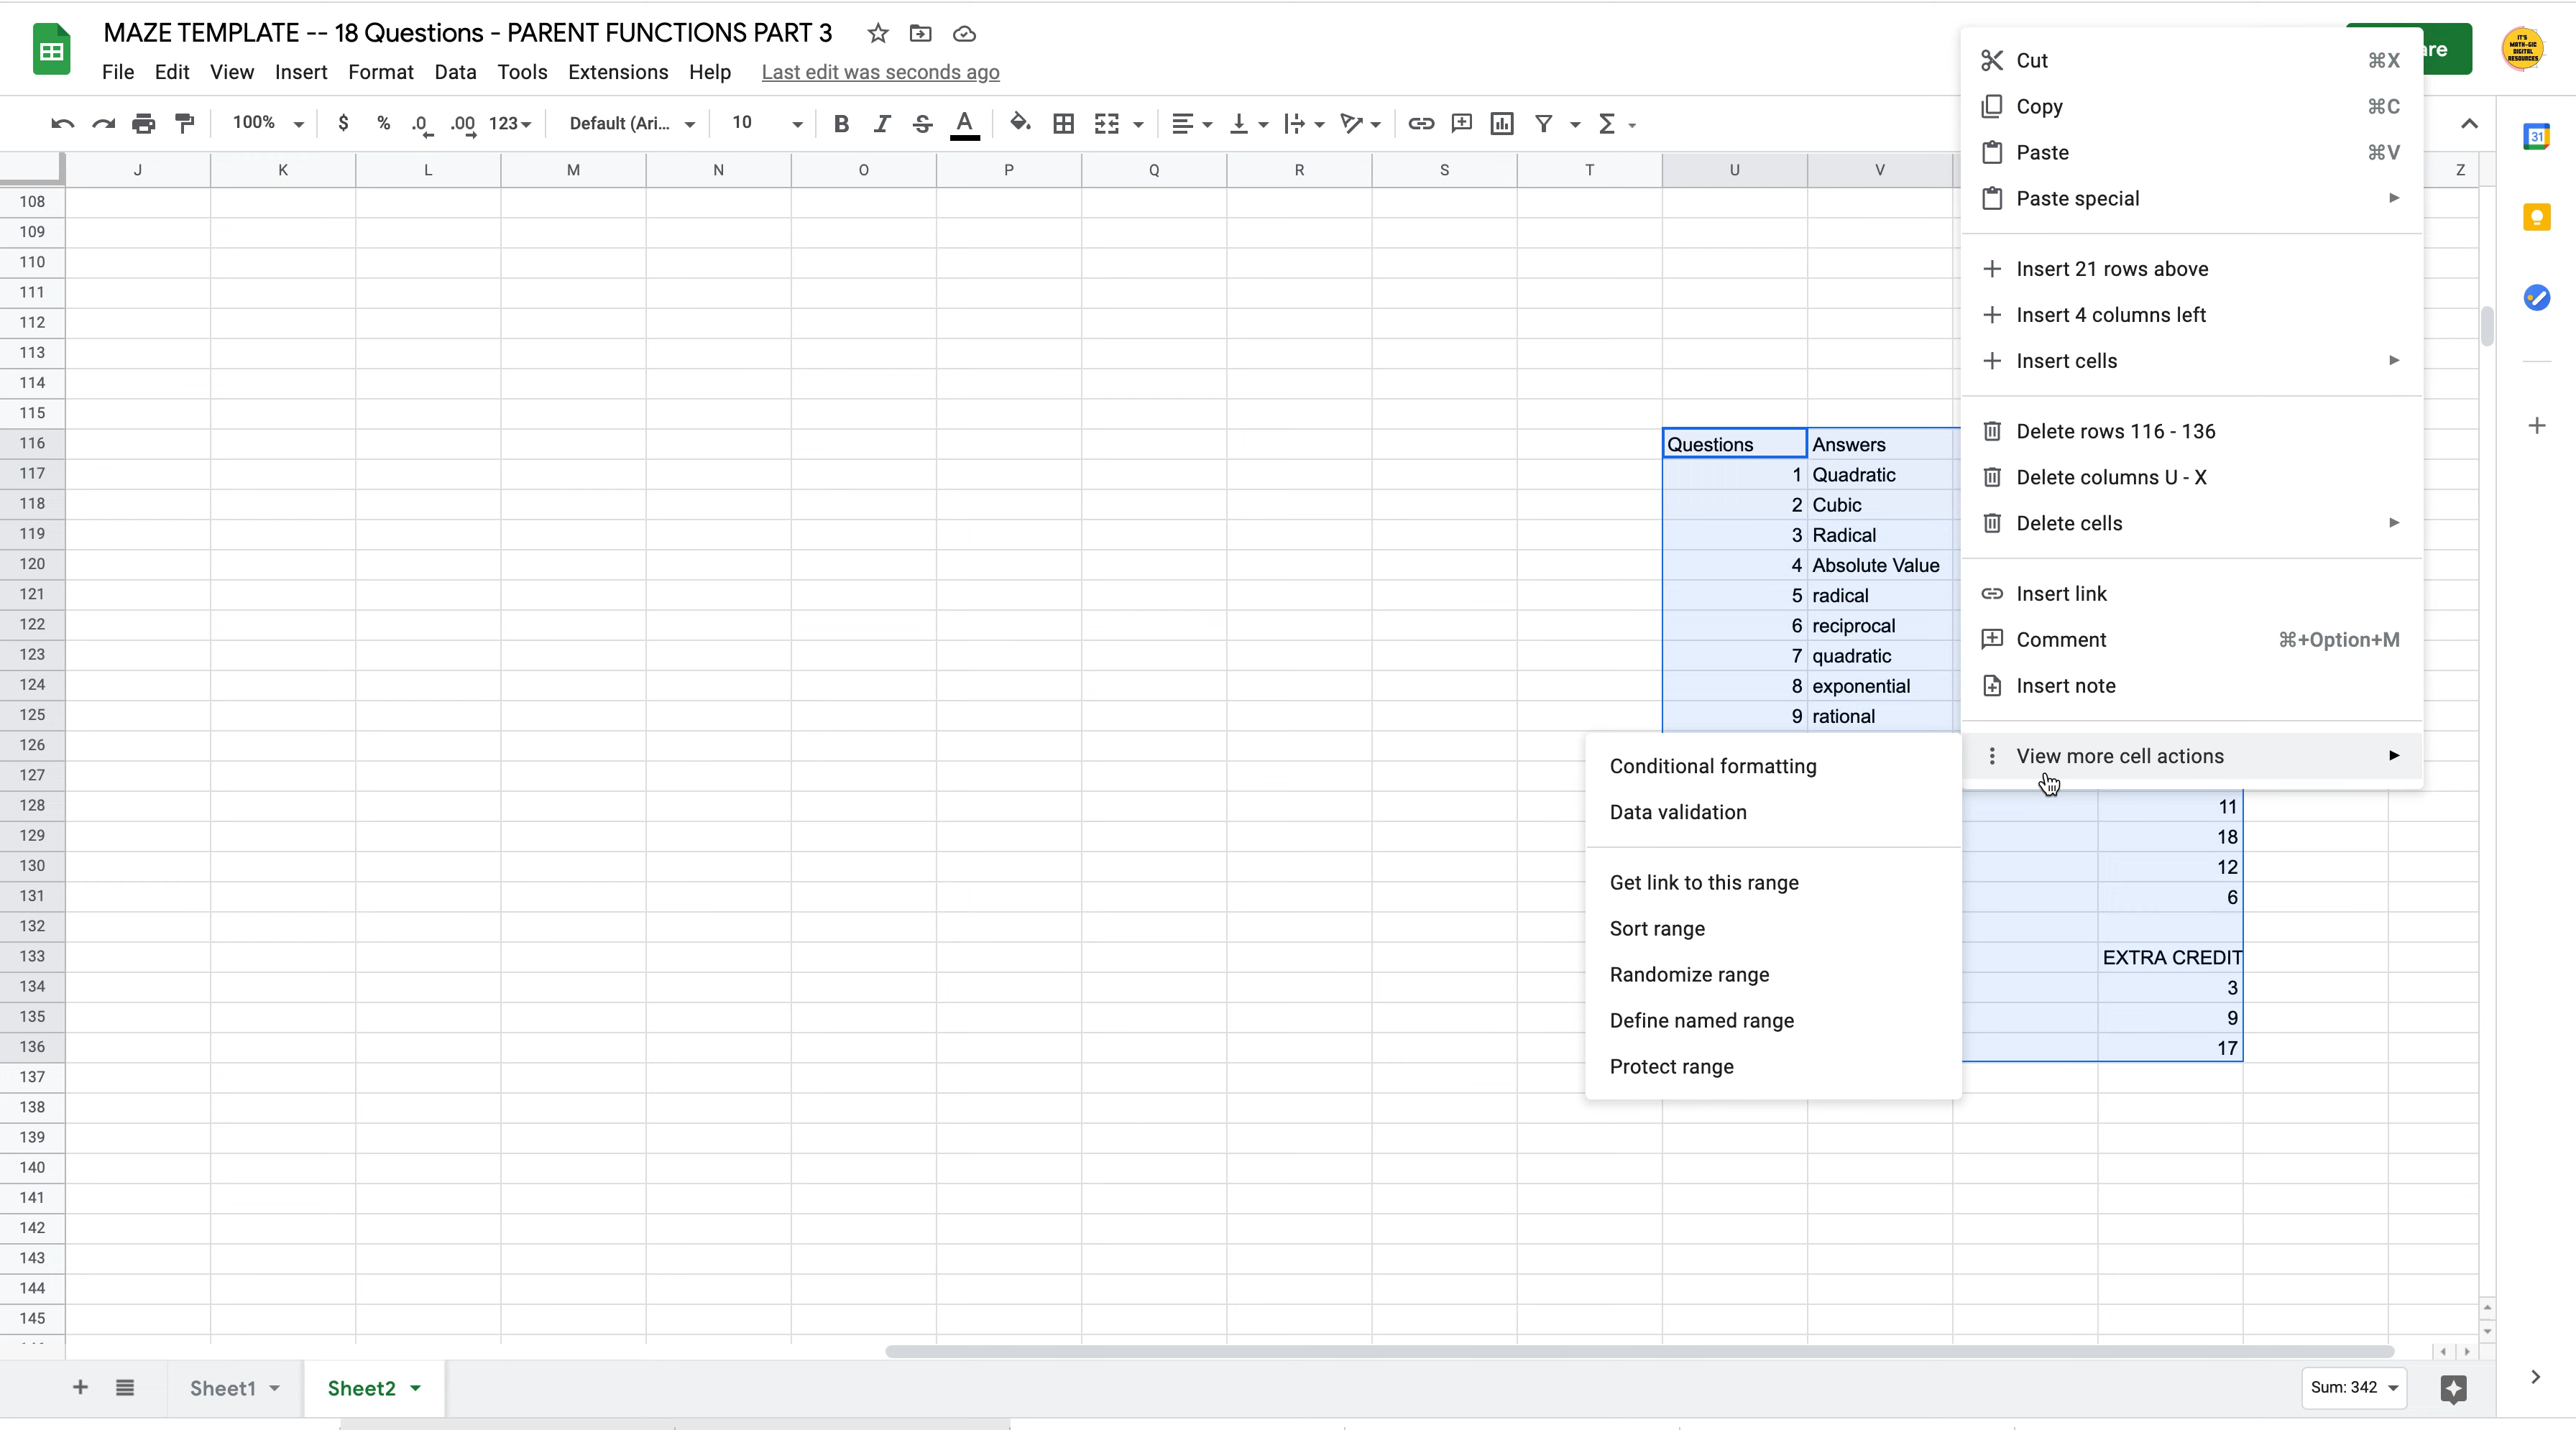 MAZE TEMPLATE -- 18 Questions - PARENT FUNCTIONS PART 3
File Edit View Insert Format Data Tools Extensions Help Last edit was seconds ago
re
IT'S MATH-GIC DIGITAL RESOURCES
100% $ % .0 .00 123 Default (Ari... 10 B I S A Σ
31
J K L M N O P Q R S T U V Z
108
109
110
111
112
113
114
115
116 Questions Answers
117 1 Quadratic
118 2 Cubic
119 3 Radical
120 4 Absolute Value
121 5 radical
122 6 reciprocal
123 7 quadratic
124 8 exponential
125 9 rational
126
127
128 11
129 18
130 12
131 6
132
133 EXTRA CREDIT
134 3
135 9
136 17
137
138
139
140
141
142
143
144
145
Cut ⌘X
Copy ⌘C
Paste ⌘V
Paste special
Insert 21 rows above
Insert 4 columns left
Insert cells
Delete rows 116 - 136
Delete columns U - X
Delete cells
Insert link
Comment ⌘+Option+M
Insert note
View more cell actions
Conditional formatting
Data validation
Get link to this range
Sort range
Randomize range
Define named range
Protect range
Sheet1 Sheet2 Sum: 342